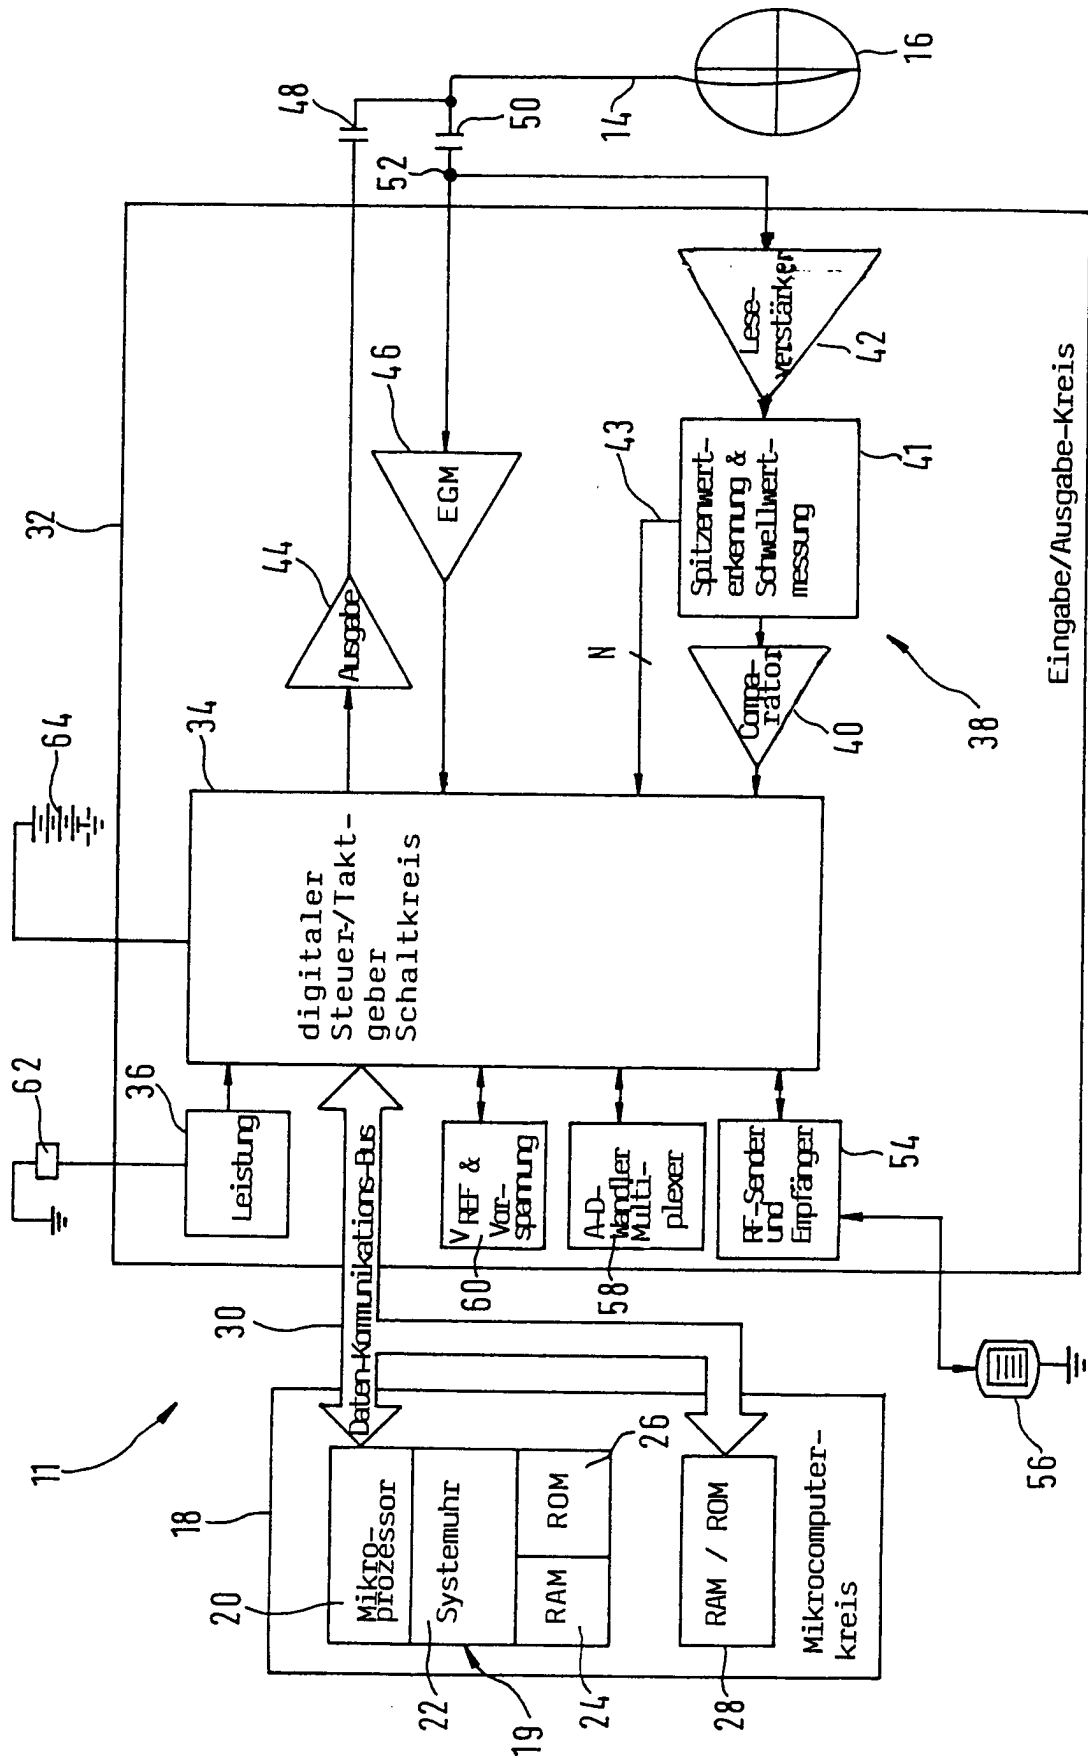 11
18
20
Mikro-
prozessor
22
Systemuhr
19
24
RAM
ROM
26
28
RAM / ROM
Mikrocomputer-
kreis
30
Daten-Kommunikations-Bus
62
36
Leistung
60
VREF &
Vor-
spannung
58
A-D-
Wandler
Multi-
plexer
54
RF-Sender
und
Empfänger
56
64
32
34
digitaler
Steuer-/Takt-
geber
Schaltkreis
44
Ausgabe
46
EGM
43
N
Compa-
rator
40
38
Spitzenwert-
erkennung &
Schwellwert-
messung
41
Lese-
verstärker
42
48
52
50
14
16
Eingabe/Ausgabe-Kreis